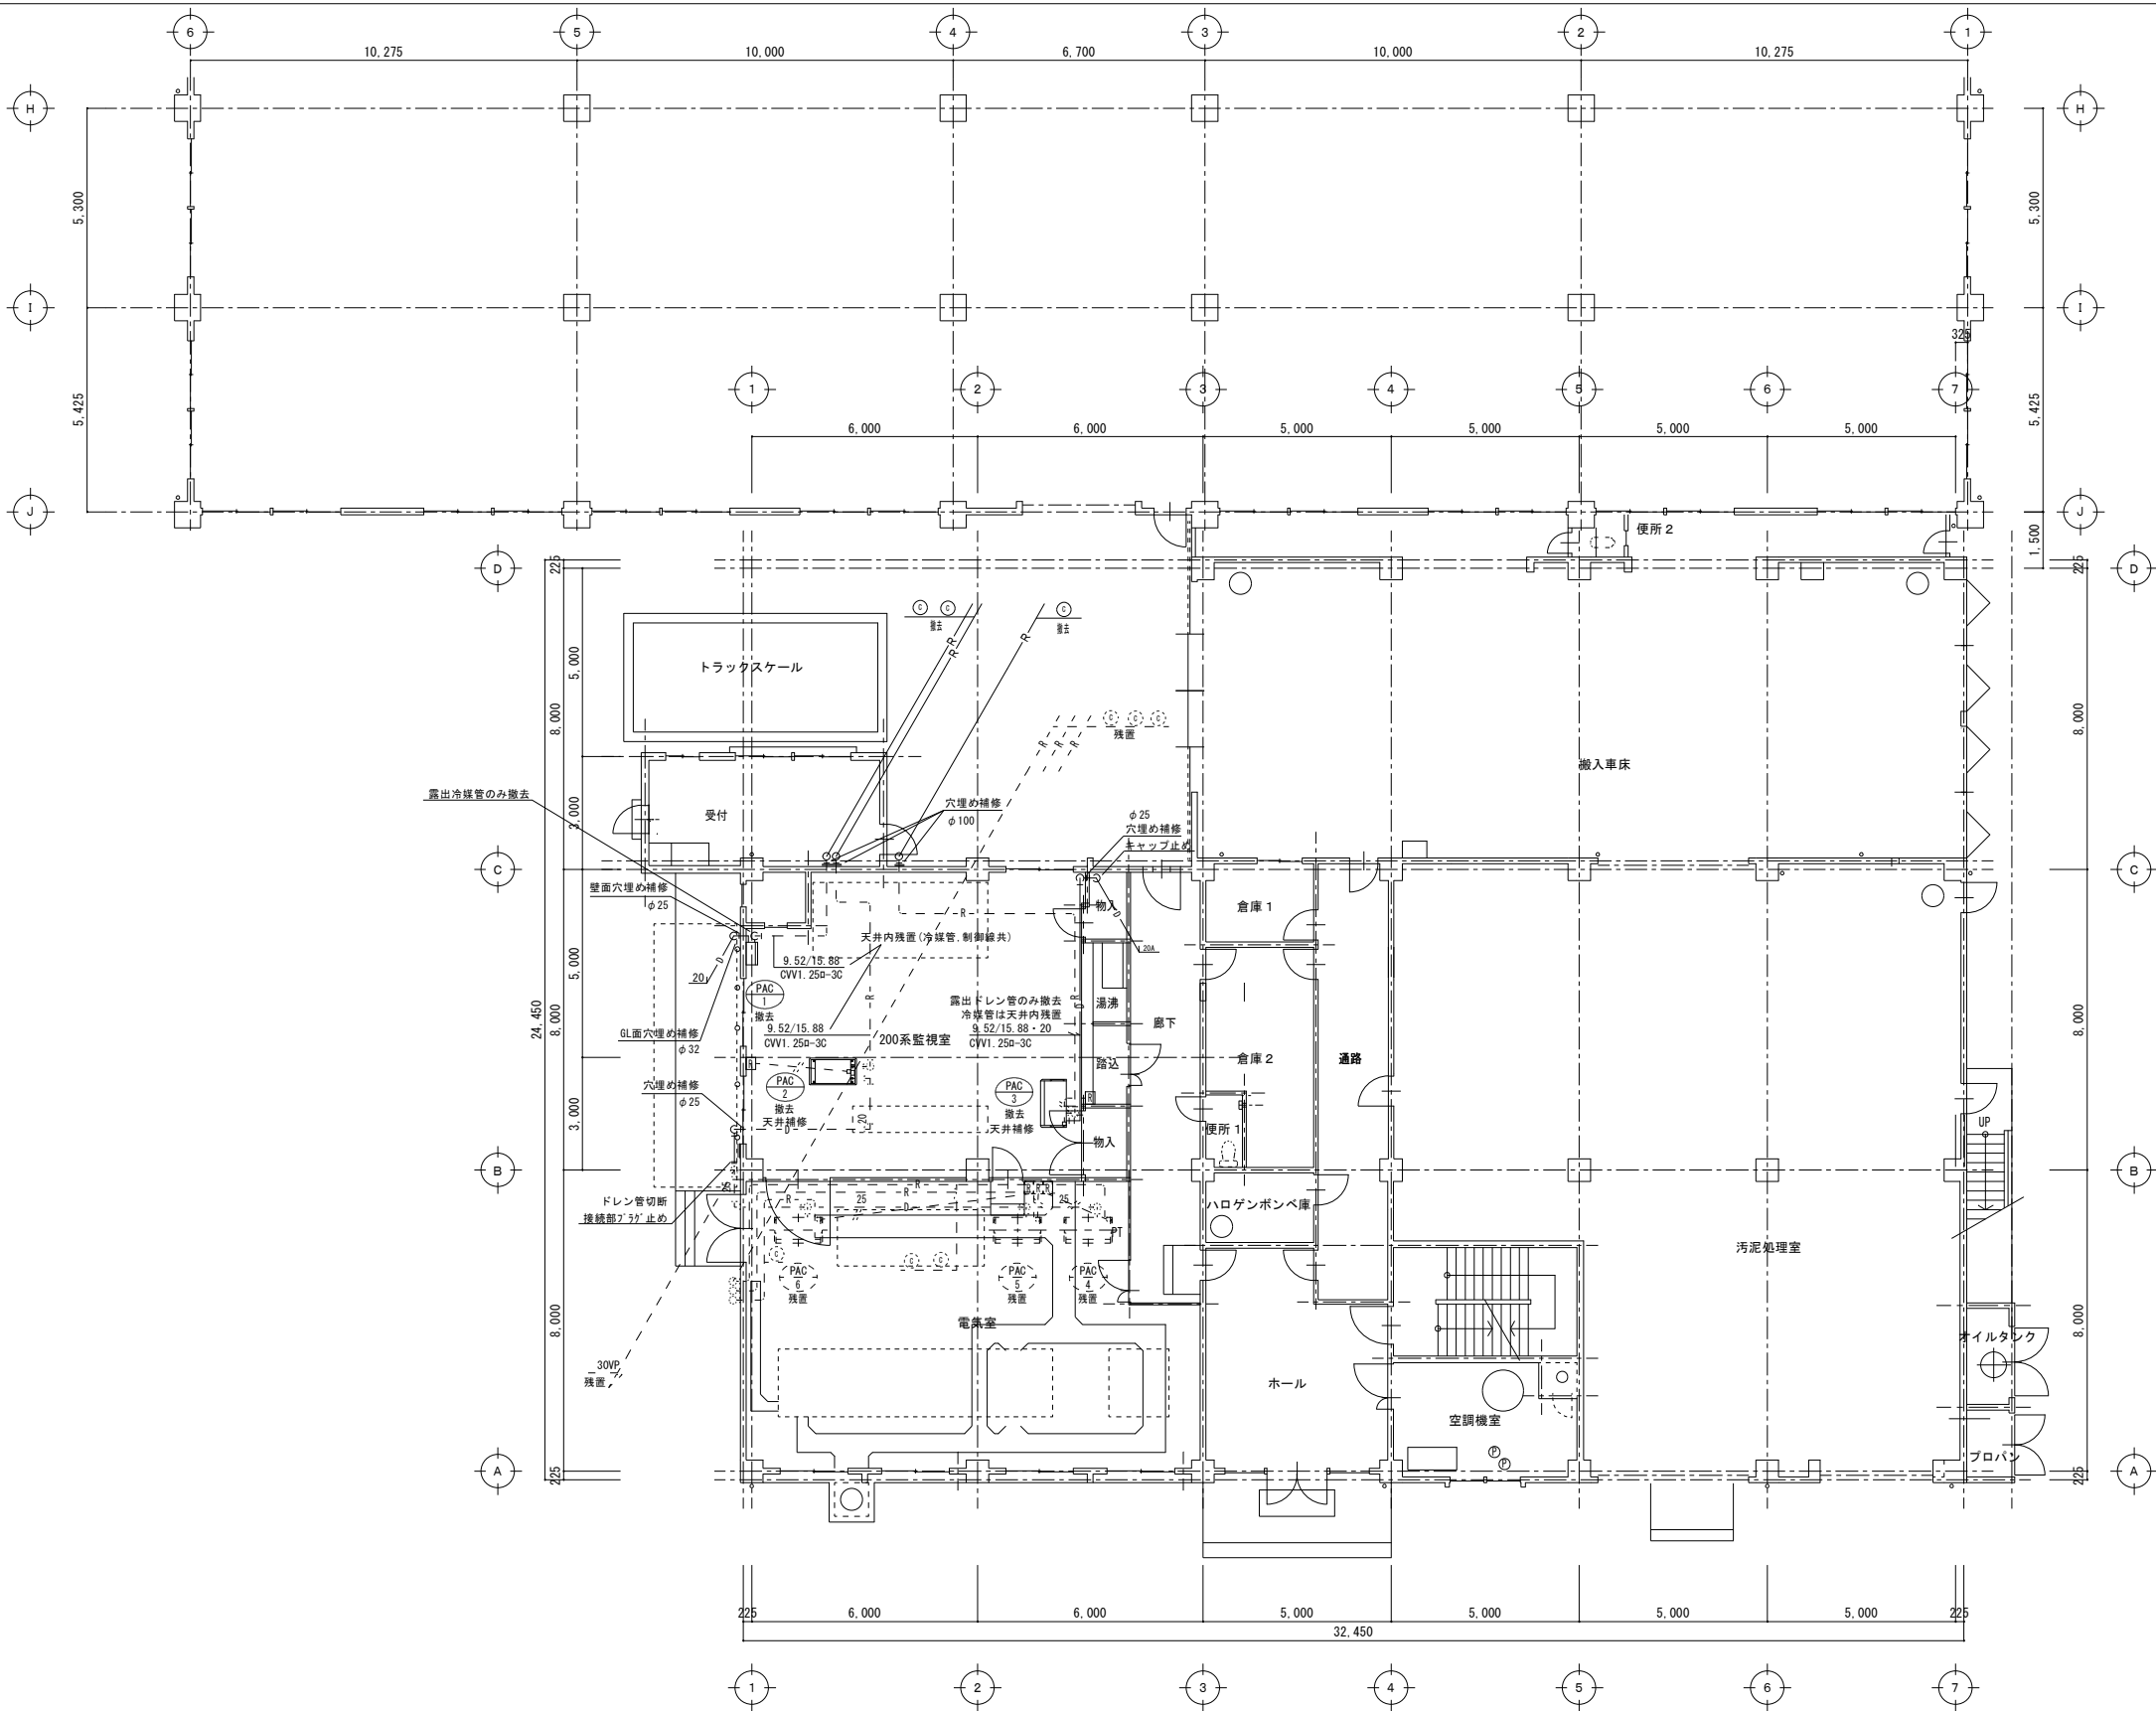 6
5
4
3
2
1
10,275
10,000
6,700
10,000
10,275
H
H
5,300
5,300
I
I
325
5,425
5,425
1
2
3
4
5
6
7
6,000
6,000
5,000
5,000
5,000
5,000
J
J
便所2
1,500
D
225
225
D
C C
撤去
C
撤去
R
R
R
トラックスケール
5,000
8,000
8,000
C C C
残置
R R R
搬入車床
露出冷媒管のみ撤去
3,000
受付
穴埋め補修
φ100
φ25
穴埋め補修
キャップ止め
C
C
壁面穴埋め補修
φ25
物入
倉庫1
R
D
天井内残置(冷媒管.制御線共)
20A
9.52/15.88
CVV1.25□-3C
D
20
5,000
PAC
1
撤去
露出ドレン管のみ撤去
冷媒管は天井内残置
9.52/15.88・20
CVV1.25□-3C
湯沸
R
R
D
24,450
8,000
8,000
GL面穴埋め補修
φ32
9.52/15.88
CVV1.25□-3C
200系監視室
廊下
倉庫2
通路
踏込
R
PAC
2
撤去
天井補修
PAC
3
撤去
天井補修
R
穴埋め補修
φ25
3,000
D
20
便所1
物入
UP
B
B
25
R
R
R
D
25
R R R
25
ドレン管切断
接続部プラグ止め
ハロゲンボンベ庫
PT
汚泥処理室
C
C C
PAC
6
残置
PAC
5
残置
PAC
4
残置
電気室
8,000
8,000
オイルタンク
30VP
残置
ホール
空調機室
P
P
プロパン
A
225
225
A
225
6,000
6,000
5,000
5,000
5,000
5,000
225
32,450
1
2
3
4
5
6
7